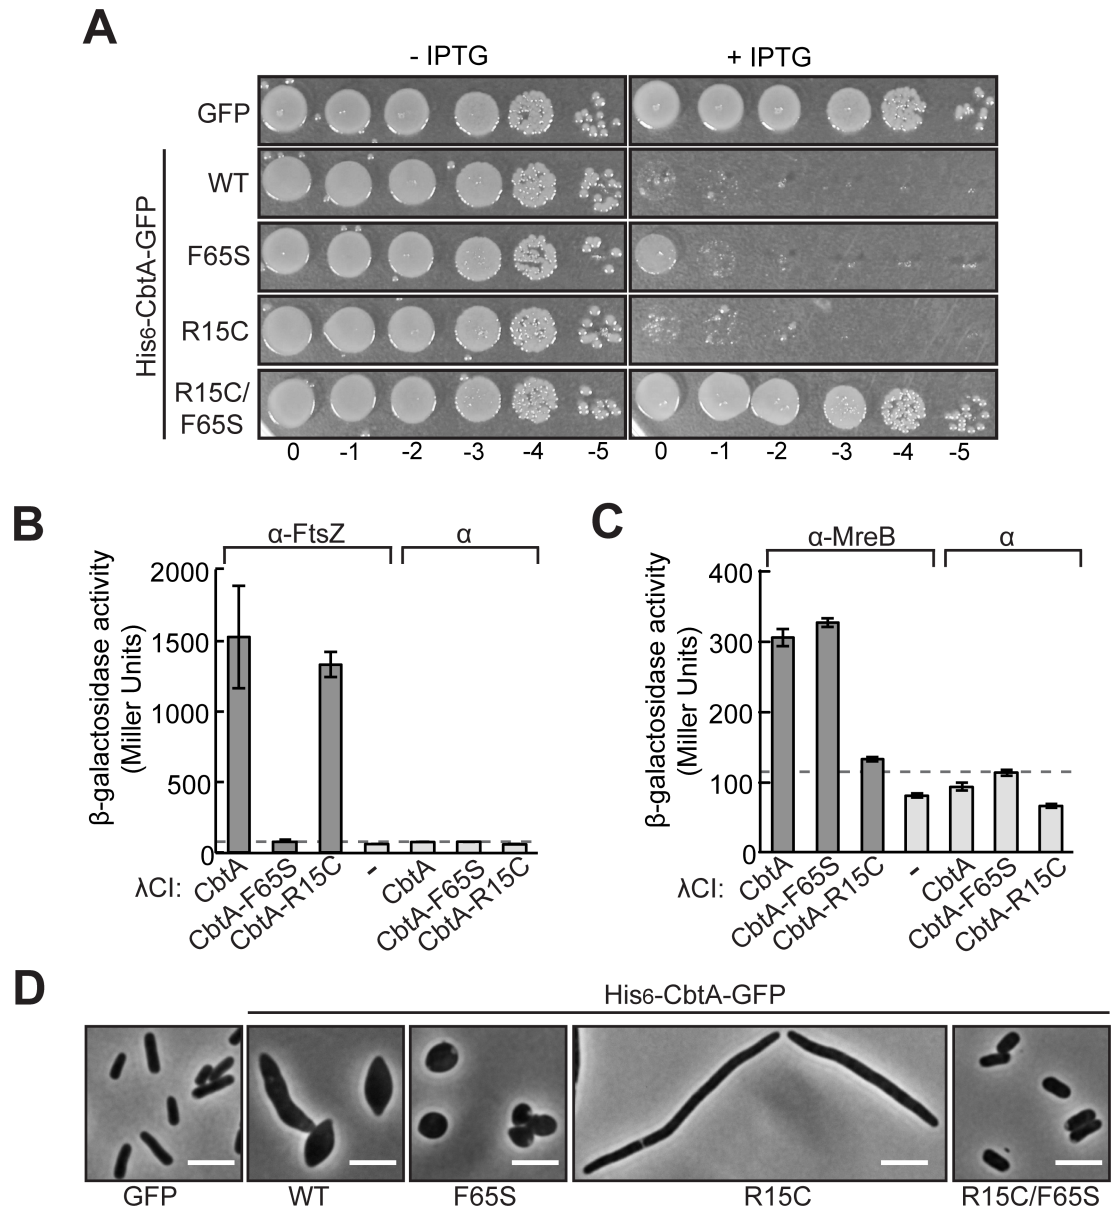 A
- IPTG
+ IPTG
GFP
WT
F65S
R15C
R15C/
F65S
His6-CbtA-GFP
0 -1 -2 -3 -4 -5
0 -1 -2 -3 -4 -5
B
α-FtsZ
α
β-galactosidase activity
(Miller Units)
2000
1500
1000
500
0
λCI:
CbtA
CbtA-F65S
CbtA-R15C
-
CbtA
CbtA-F65S
CbtA-R15C
C
α-MreB
α
β-galactosidase activity
(Miller Units)
400
300
200
100
0
λCI:
CbtA
CbtA-F65S
CbtA-R15C
-
CbtA
CbtA-F65S
CbtA-R15C
D
His6-CbtA-GFP
GFP
WT
F65S
R15C
R15C/F65S